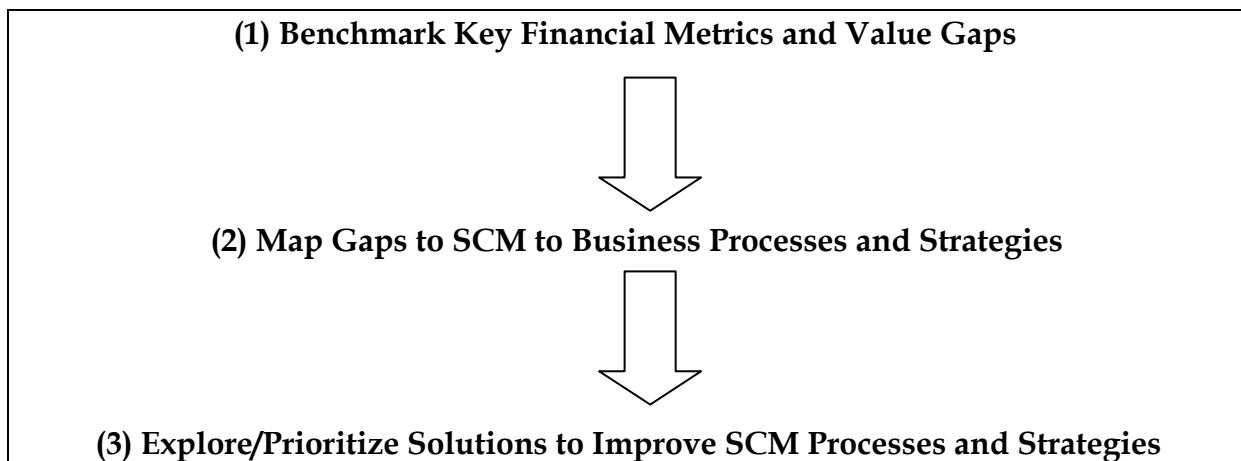 (1) Benchmark Key Financial Metrics and Value Gaps
(2) Map Gaps to SCM to Business Processes and Strategies
(3) Explore/Prioritize Solutions to Improve SCM Processes and Strategies